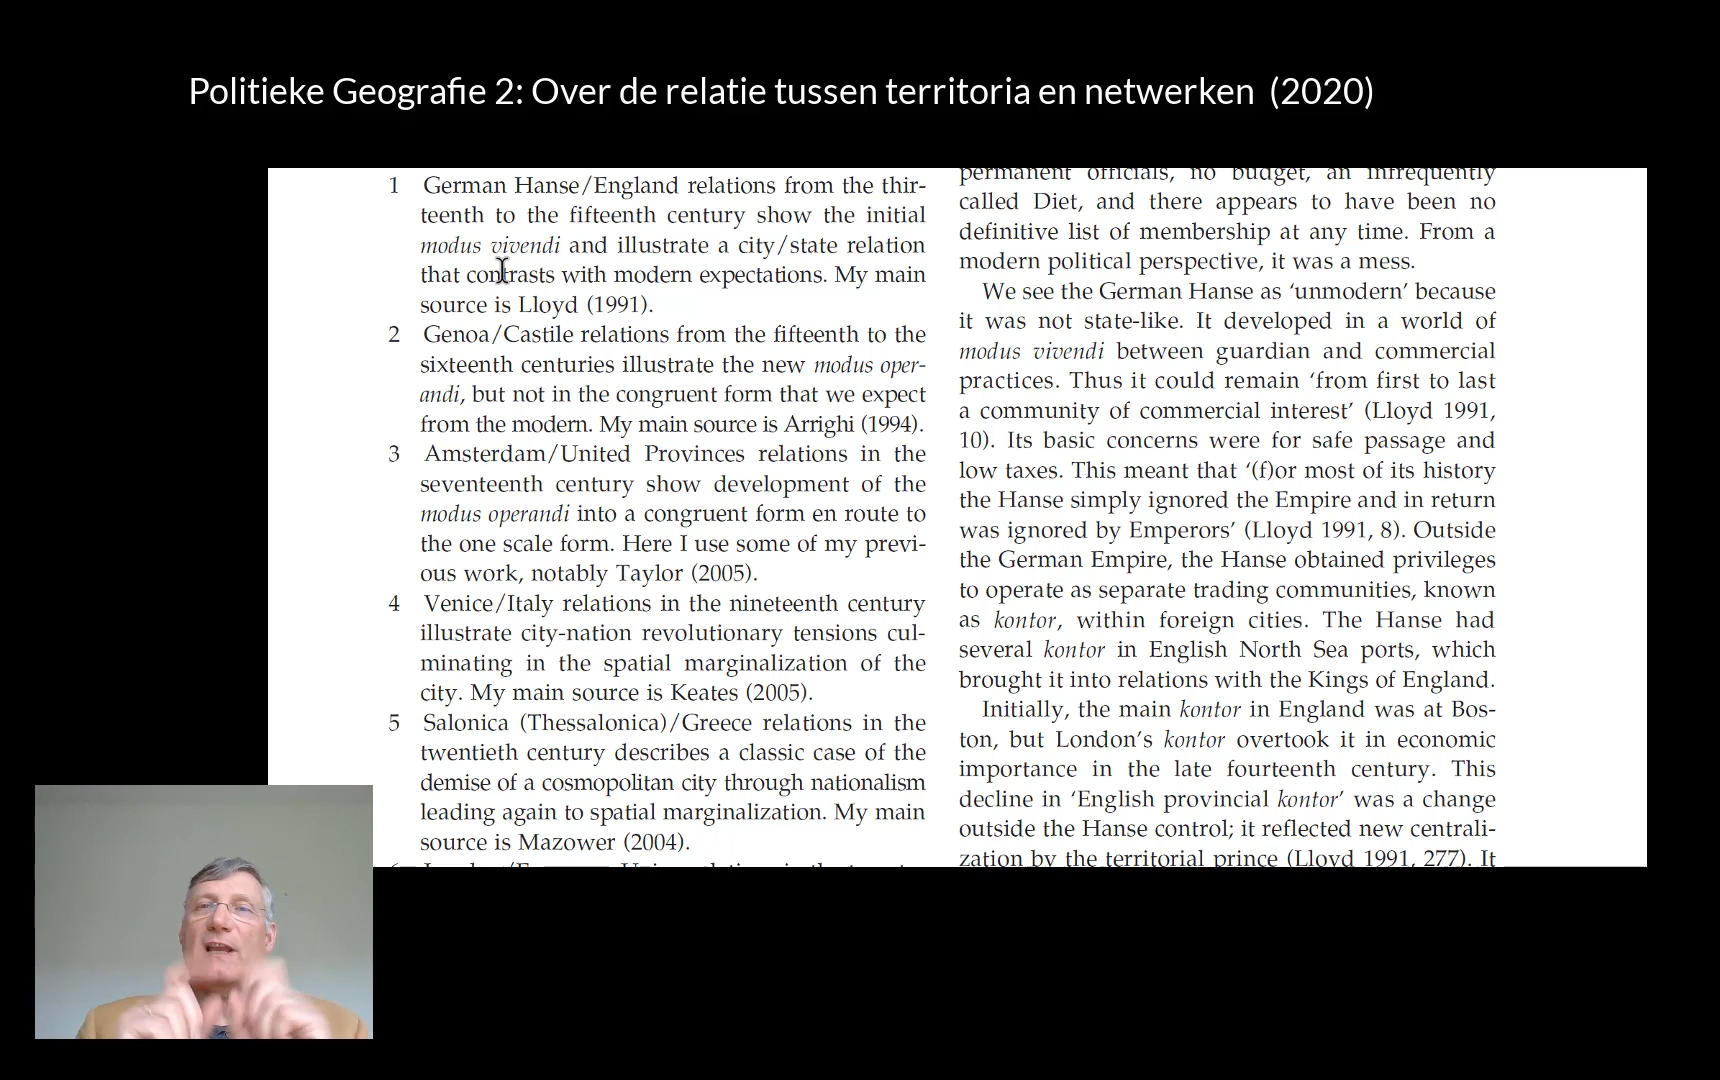 Politieke Geografie 2: Over de relatie tussen territoria en netwerken (2020)
1 German Hanse/England relations from the thir-
teenth to the fifteenth century show the initial
modus vivendi and illustrate a city/state relation
that contrasts with modern expectations. My main
source is Lloyd (1991).
2 Genoa/Castile relations from the fifteenth to the
sixteenth centuries illustrate the new modus oper-
andi, but not in the congruent form that we expect
from the modern. My main source is Arrighi (1994).
3 Amsterdam/United Provinces relations in the
seventeenth century show development of the
modus operandi into a congruent form en route to
the one scale form. Here I use some of my previ-
ous work, notably Taylor (2005).
4 Venice/Italy relations in the nineteenth century
illustrate city-nation revolutionary tensions cul-
minating in the spatial marginalization of the
city. My main source is Keates (2005).
5 Salonica (Thessalonica)/Greece relations in the
twentieth century describes a classic case of the
demise of a cosmopolitan city through nationalism
leading again to spatial marginalization. My main
source is Mazower (2004).
permanent officials, no budget, an infrequently
called Diet, and there appears to have been no
definitive list of membership at any time. From a
modern political perspective, it was a mess.
We see the German Hanse as ‘unmodern’ because
it was not state-like. It developed in a world of
modus vivendi between guardian and commercial
practices. Thus it could remain ‘from first to last
a community of commercial interest’ (Lloyd 1991,
10). Its basic concerns were for safe passage and
low taxes. This meant that ‘(f)or most of its history
the Hanse simply ignored the Empire and in return
was ignored by Emperors’ (Lloyd 1991, 8). Outside
the German Empire, the Hanse obtained privileges
to operate as separate trading communities, known
as kontor, within foreign cities. The Hanse had
several kontor in English North Sea ports, which
brought it into relations with the Kings of England.
Initially, the main kontor in England was at Bos-
ton, but London’s kontor overtook it in economic
importance in the late fourteenth century. This
decline in ‘English provincial kontor’ was a change
outside the Hanse control; it reflected new centrali-
zation by the territorial prince (Lloyd 1991, 277). It